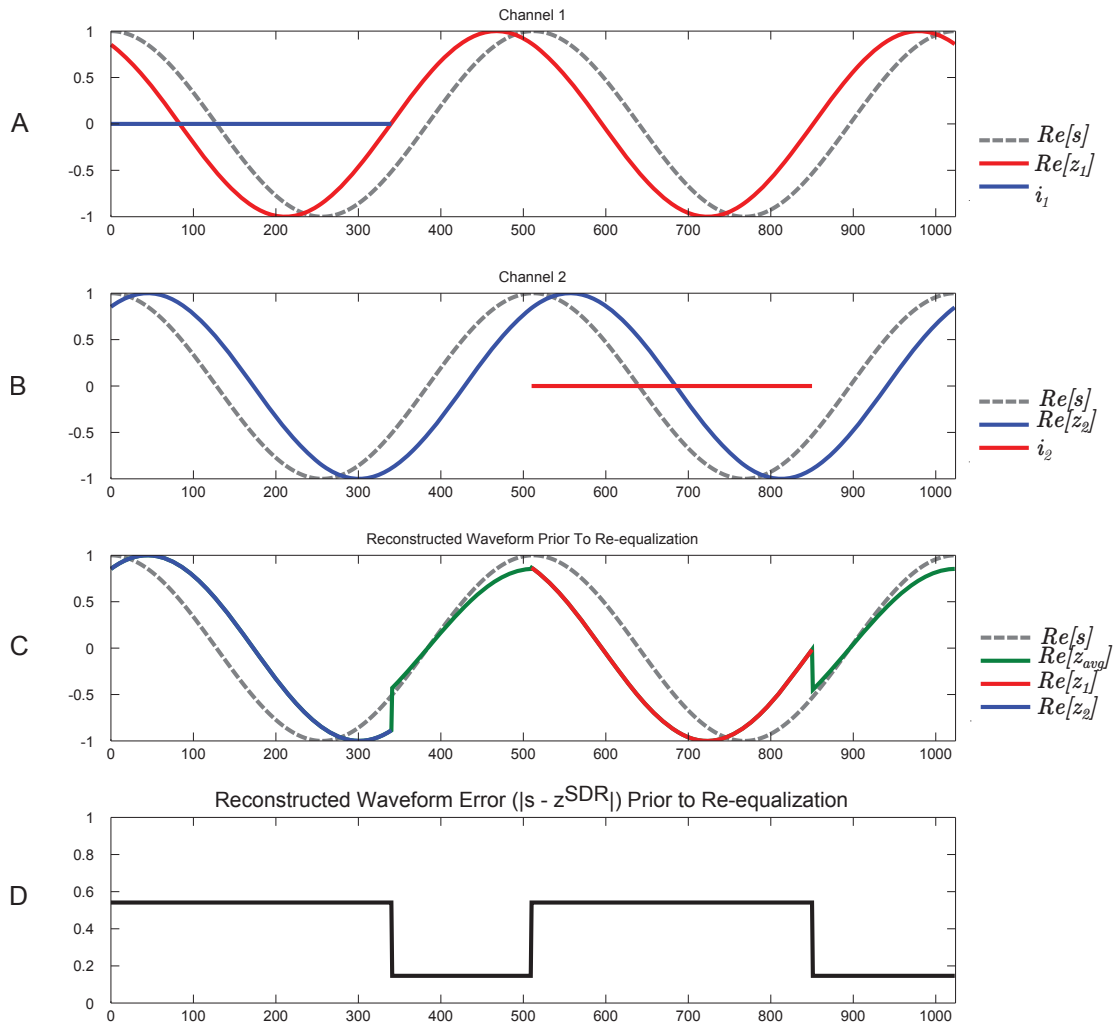 Channel 1
A
1
0.5
0
-0.5
-1
0 100 200 300 400 500 600 700 800 900 1000
Re[s]
Re[z1]
i1
Channel 2
B
1
0.5
0
-0.5
-1
0 100 200 300 400 500 600 700 800 900 1000
Re[s]
Re[z2]
i2
Reconstructed Waveform Prior To Re-equalization
C
1
0.5
0
-0.5
-1
0 100 200 300 400 500 600 700 800 900 1000
Re[s]
Re[zavg]
Re[z1]
Re[z2]
Reconstructed Waveform Error (|s - z^SDR|) Prior to Re-equalization
D
1
0.8
0.6
0.4
0.2
0
0 100 200 300 400 500 600 700 800 900 1000